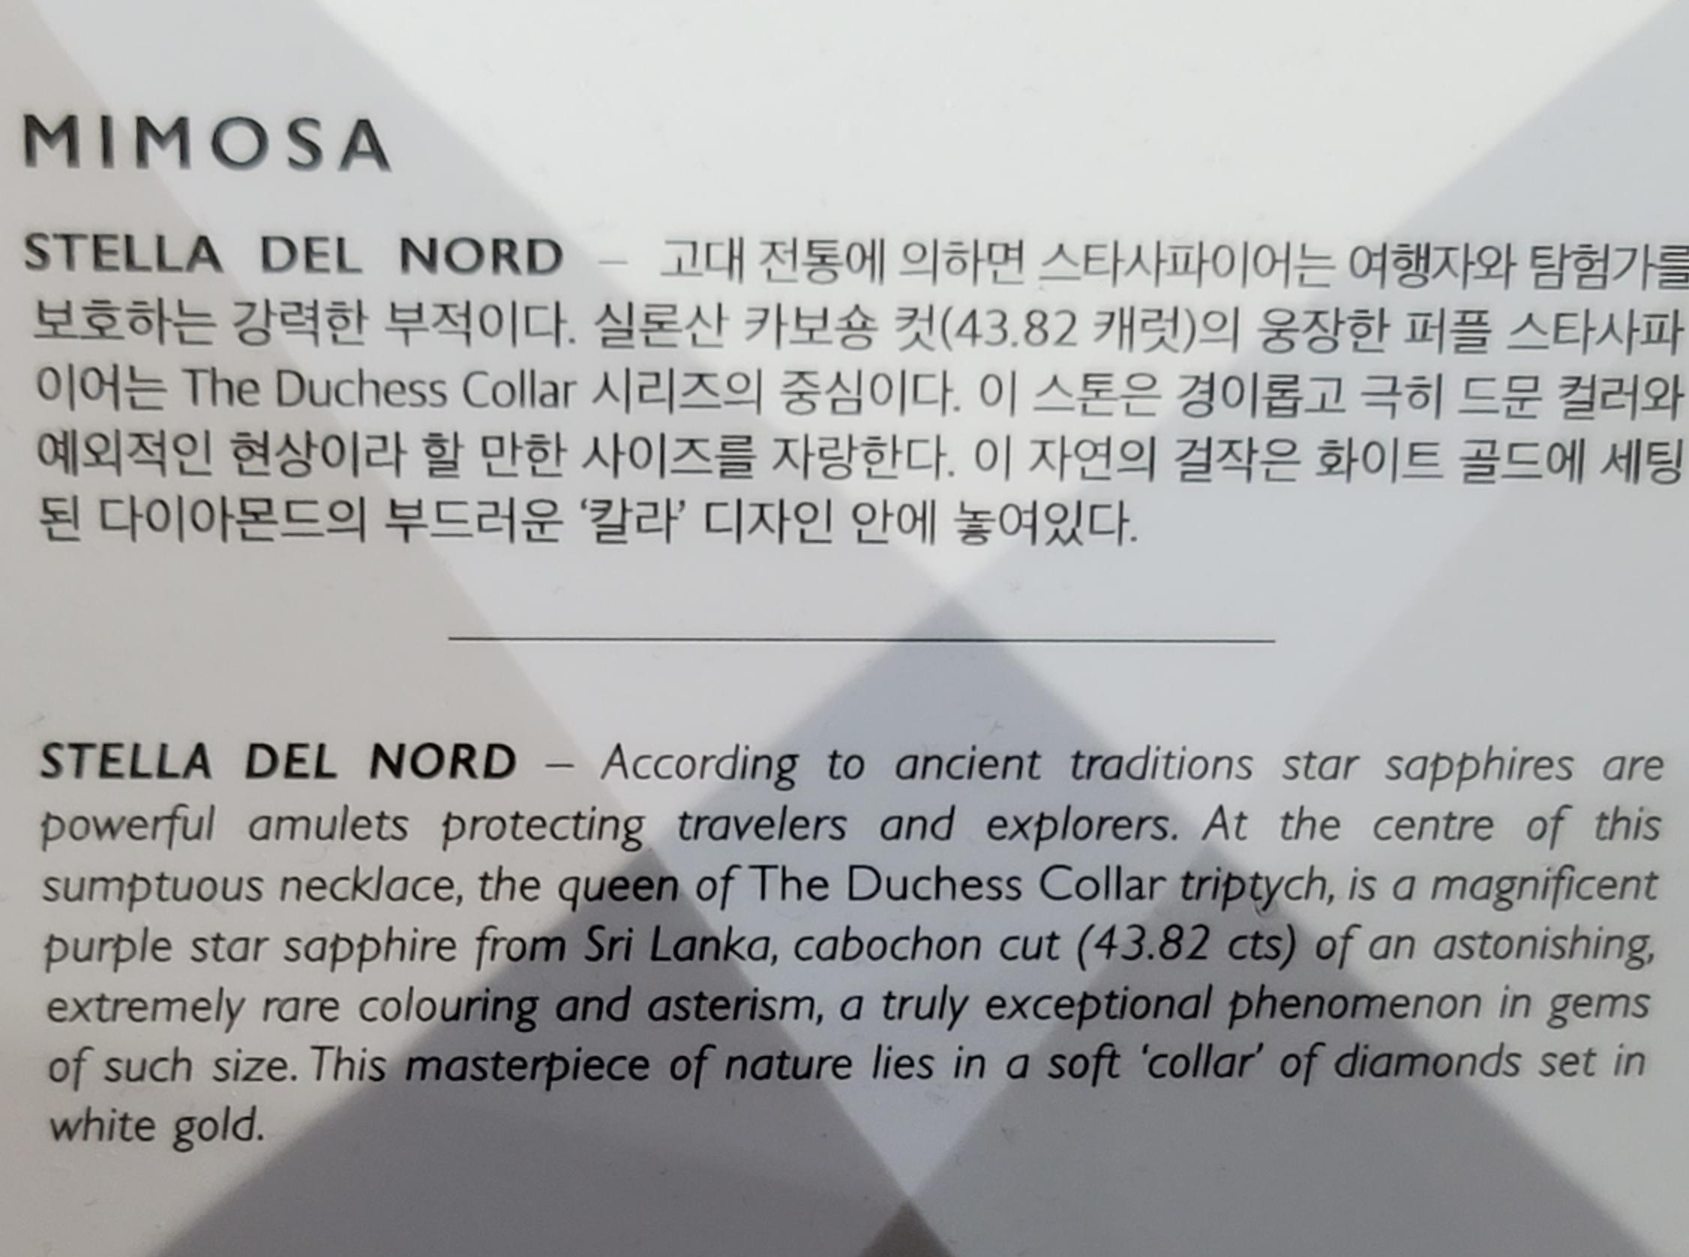 MIMOSA
STELLA DEL NORD – 고대 전통에 의하면 스타사파이어는 여행자와 탐험가를
보호하는 강력한 부적이다. 실론산 카보숑 컷(43.82 캐럿)의 웅장한 퍼플 스타사파
이어는 The Duchess Collar 시리즈의 중심이다. 이 스톤은 경이롭고 극히 드문 컬러와
예외적인 현상이라 할 만한 사이즈를 자랑한다. 이 자연의 걸작은 화이트 골드에 세팅
된 다이아몬드의 부드러운 ‘칼라’ 디자인 안에 놓여있다.
STELLA DEL NORD – According to ancient traditions star sapphires are
powerful amulets protecting travelers and explorers. At the centre of this
sumptuous necklace, the queen of The Duchess Collar triptych, is a magnificent
purple star sapphire from Sri Lanka, cabochon cut (43.82 cts) of an astonishing,
extremely rare colouring and asterism, a truly exceptional phenomenon in gems
of such size. This masterpiece of nature lies in a soft ‘collar’ of diamonds set in
white gold.